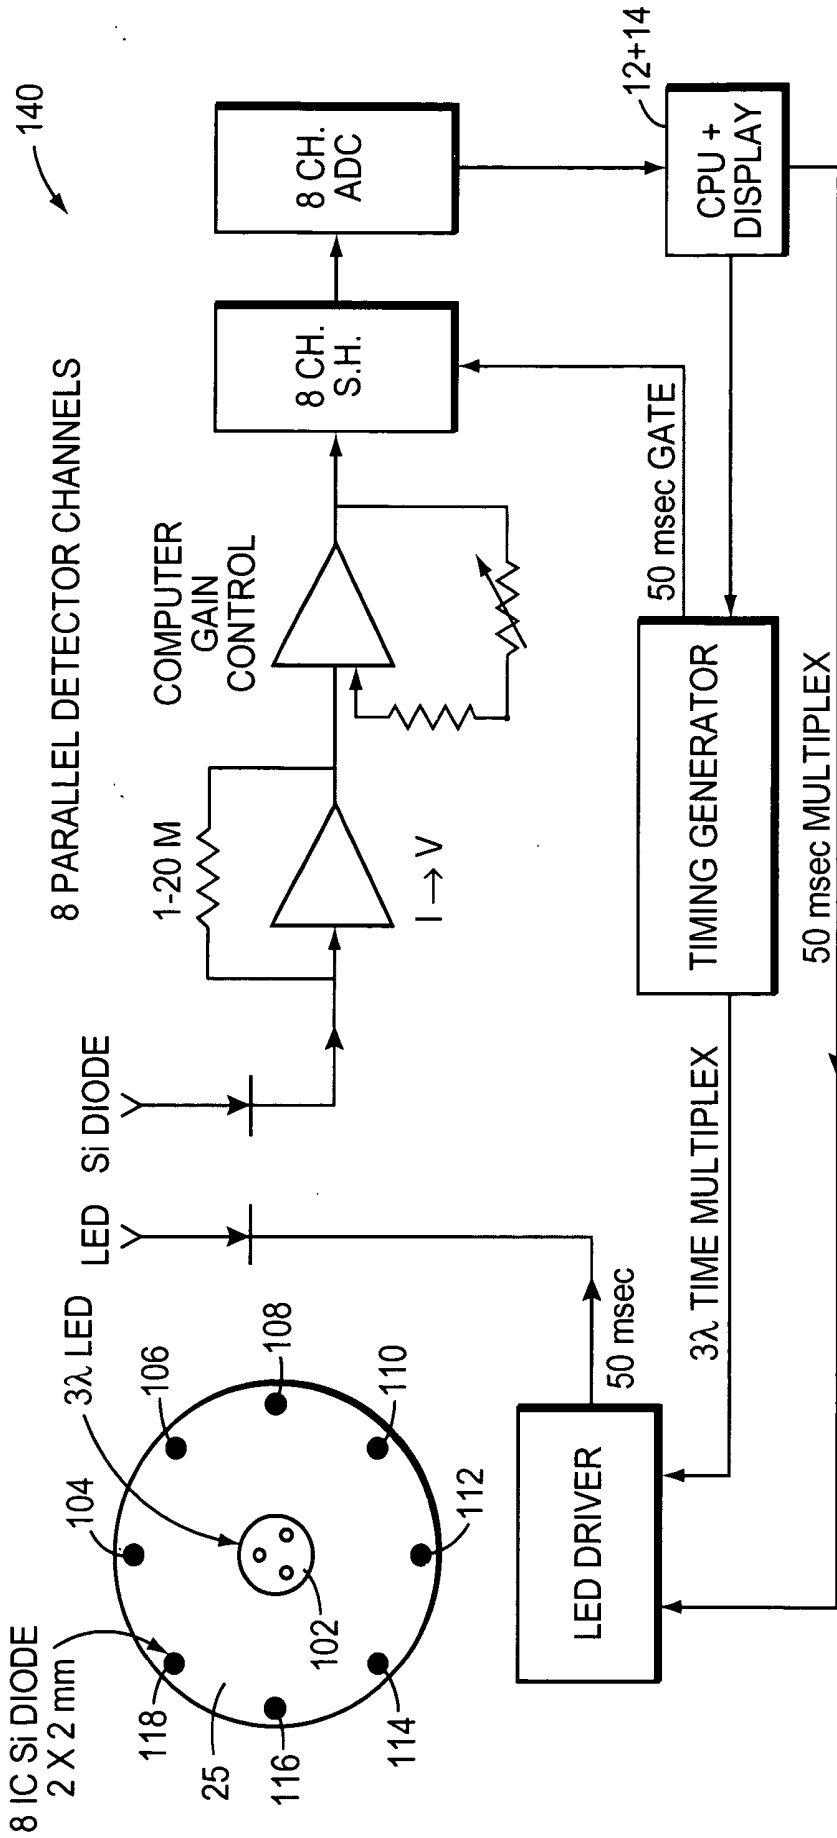 140
8 PARALLEL DETECTOR CHANNELS
8 IC Si DIODE
2 X 2 mm
118
104
106
3λ LED
108
110
112
114
116
25
102
LED
Si DIODE
1-20 M
I → V
COMPUTER
GAIN
CONTROL
8 CH.
S.H.
8 CH.
ADC
12+14
CPU +
DISPLAY
50 msec GATE
TIMING GENERATOR
3λ TIME MULTIPLEX
50 msec
LED DRIVER
50 msec MULTIPLEX